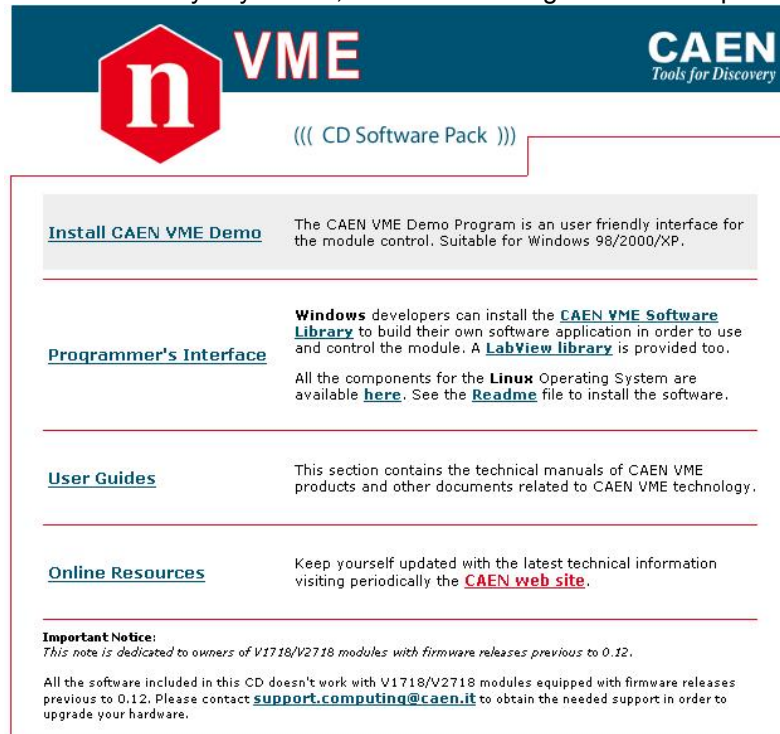 n VME
CAEN
Tools for Discovery
((( CD Software Pack )))
Install CAEN VME Demo
The CAEN VME Demo Program is an user friendly interface for
the module control. Suitable for Windows 98/2000/XP.
Programmer's Interface
Windows developers can install the CAEN VME Software
Library to build their own software application in order to use
and control the module. A LabView library is provided too.
All the components for the Linux Operating System are
available here. See the Readme file to install the software.
User Guides
This section contains the technical manuals of CAEN VME
products and other documents related to CAEN VME technology.
Online Resources
Keep yourself updated with the latest technical information
visiting periodically the CAEN web site.
Important Notice:
This note is dedicated to owners of V1718/V2718 modules with firmware releases previous to 0.12.
All the software included in this CD doesn't work with V1718/V2718 modules equipped with firmware releases
previous to 0.12. Please contact support.computing@caen.it to obtain the needed support in order to
upgrade your hardware.